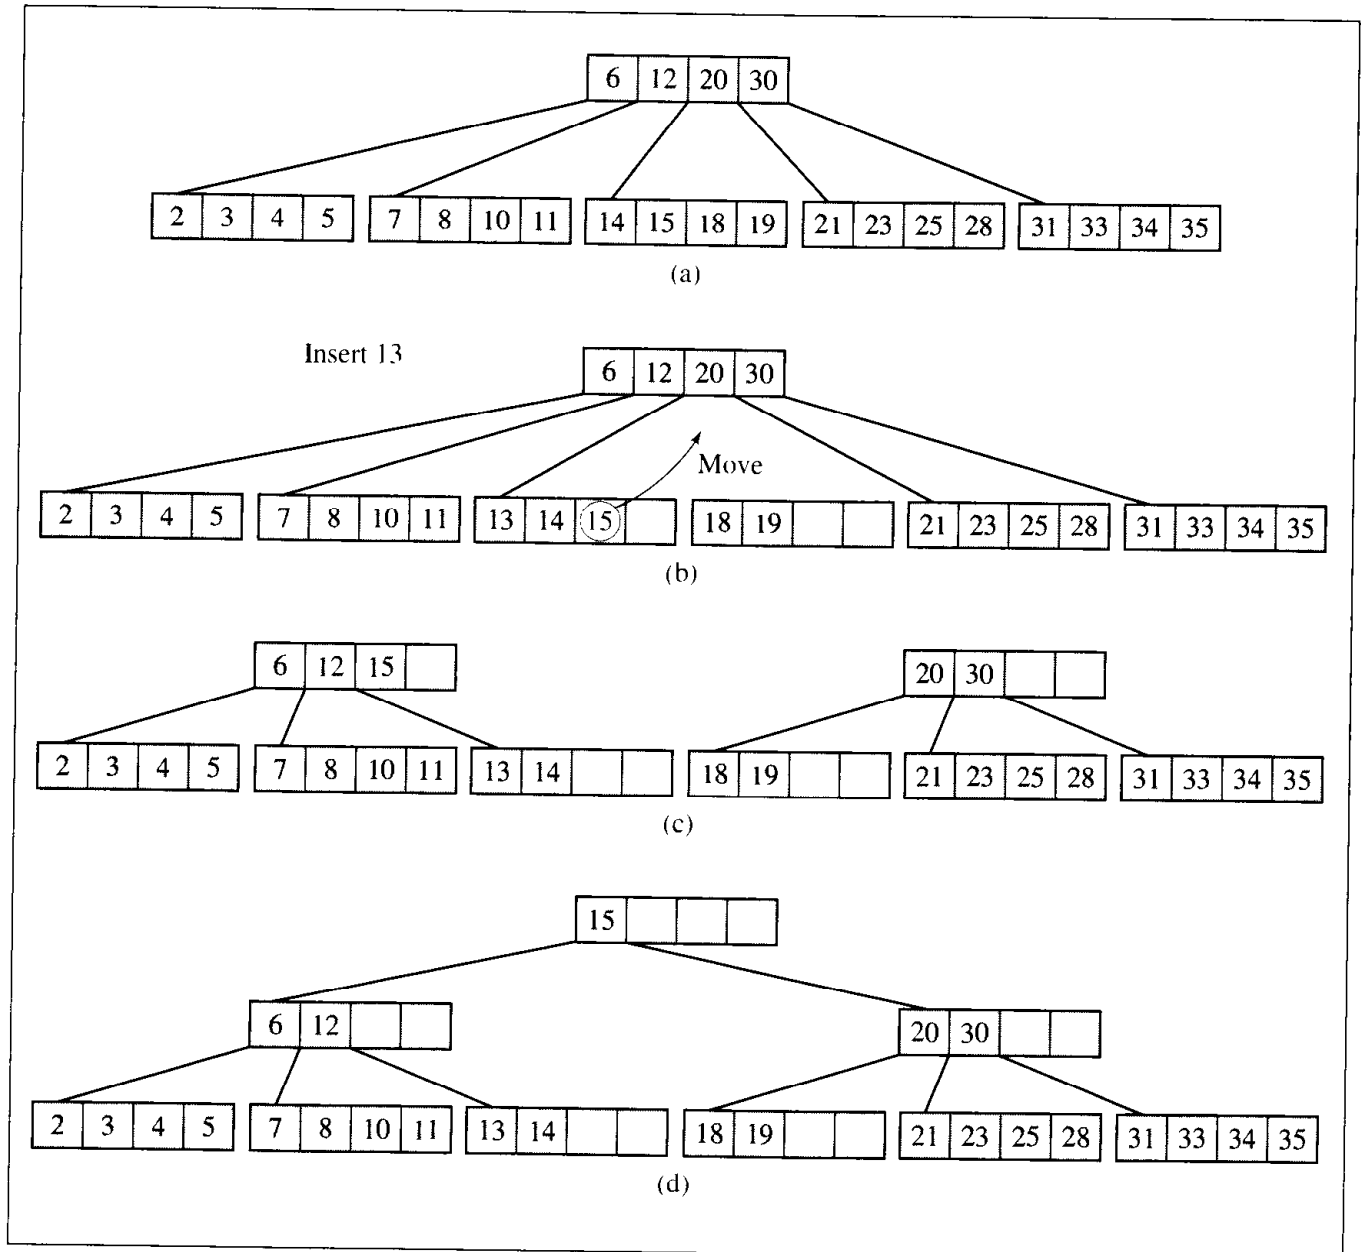 6 12 20 30
2 3 4 5 7 8 10 11 14 15 18 19 21 23 25 28 31 33 34 35
(a)
Insert 13
6 12 20 30
Move
2 3 4 5 7 8 10 11 13 14 15 18 19 21 23 25 28 31 33 34 35
(b)
6 12 15 20 30
2 3 4 5 7 8 10 11 13 14 18 19 21 23 25 28 31 33 34 35
(c)
15
6 12 20 30
2 3 4 5 7 8 10 11 13 14 18 19 21 23 25 28 31 33 34 35
(d)